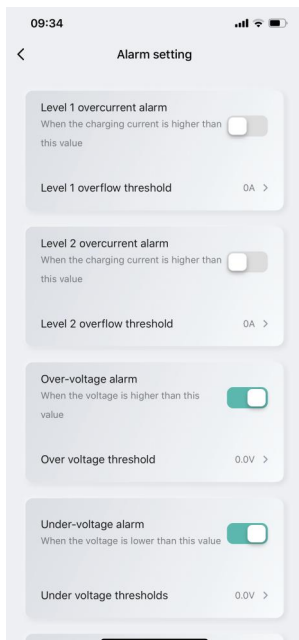 09:34
Alarm setting
Level 1 overcurrent alarm
When the charging current is higher than
this value
Level 1 overflow threshold 0A >
Level 2 overcurrent alarm
When the charging current is higher than
this value
Level 2 overflow threshold 0A >
Over-voltage alarm
When the voltage is higher than this
value
Over voltage threshold 0.0V >
Under-voltage alarm
When the voltage is lower than this value
Under voltage thresholds 0.0V >